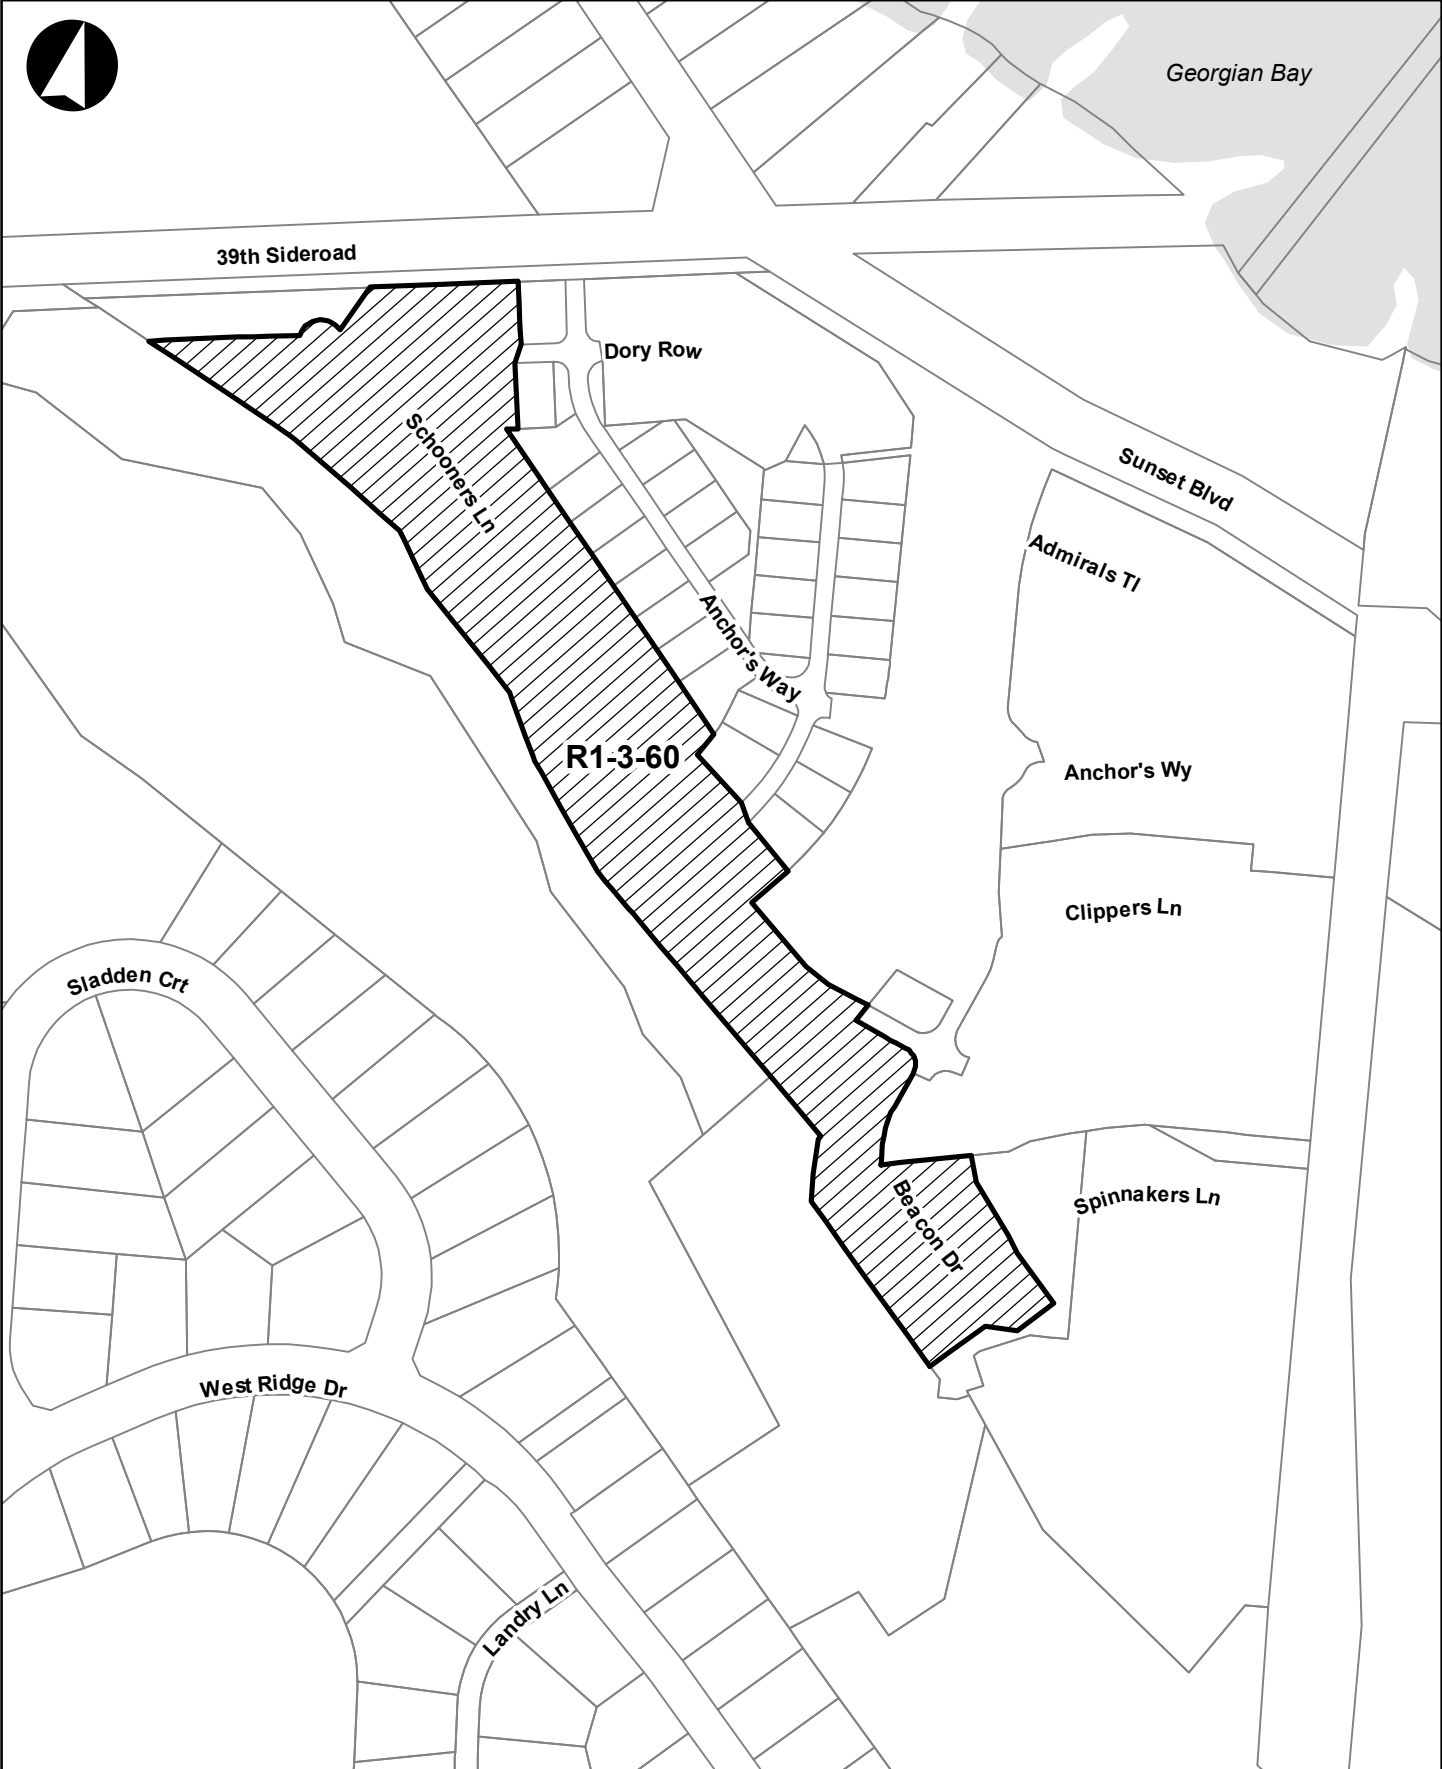 Georgian Bay
39th Sideroad
Dory Row
Schooners Ln
Sunset Blvd
Admirals Tl
Anchor's Way
R1-3-60
Anchor's Wy
Clippers Ln
Sladden Crt
Beacon Dr
Spinnakers Ln
West Ridge Dr
Landry Ln